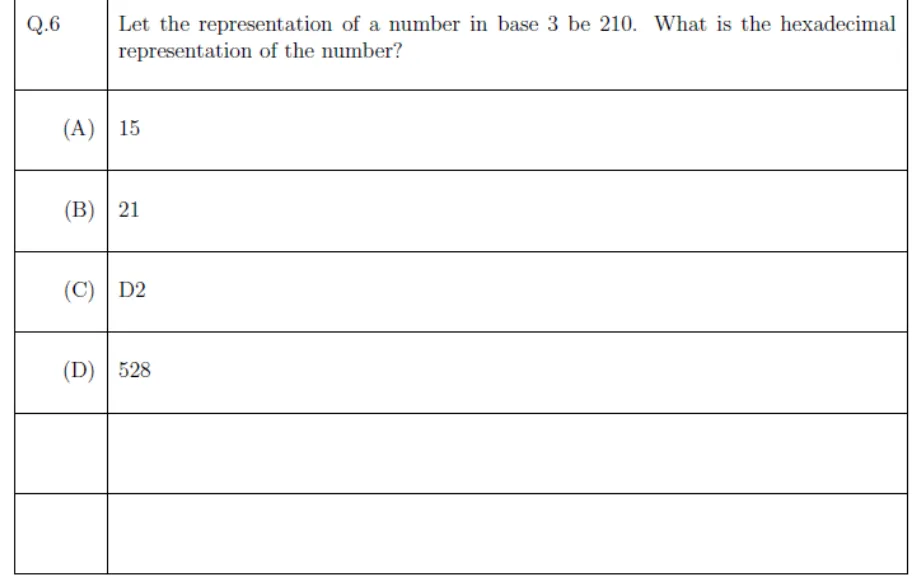 Q.6 Let the representation of a number in base 3 be 210. What is the hexadecimal
representation of the number?
(A) 15
(B) 21
(C) D2
(D) 528